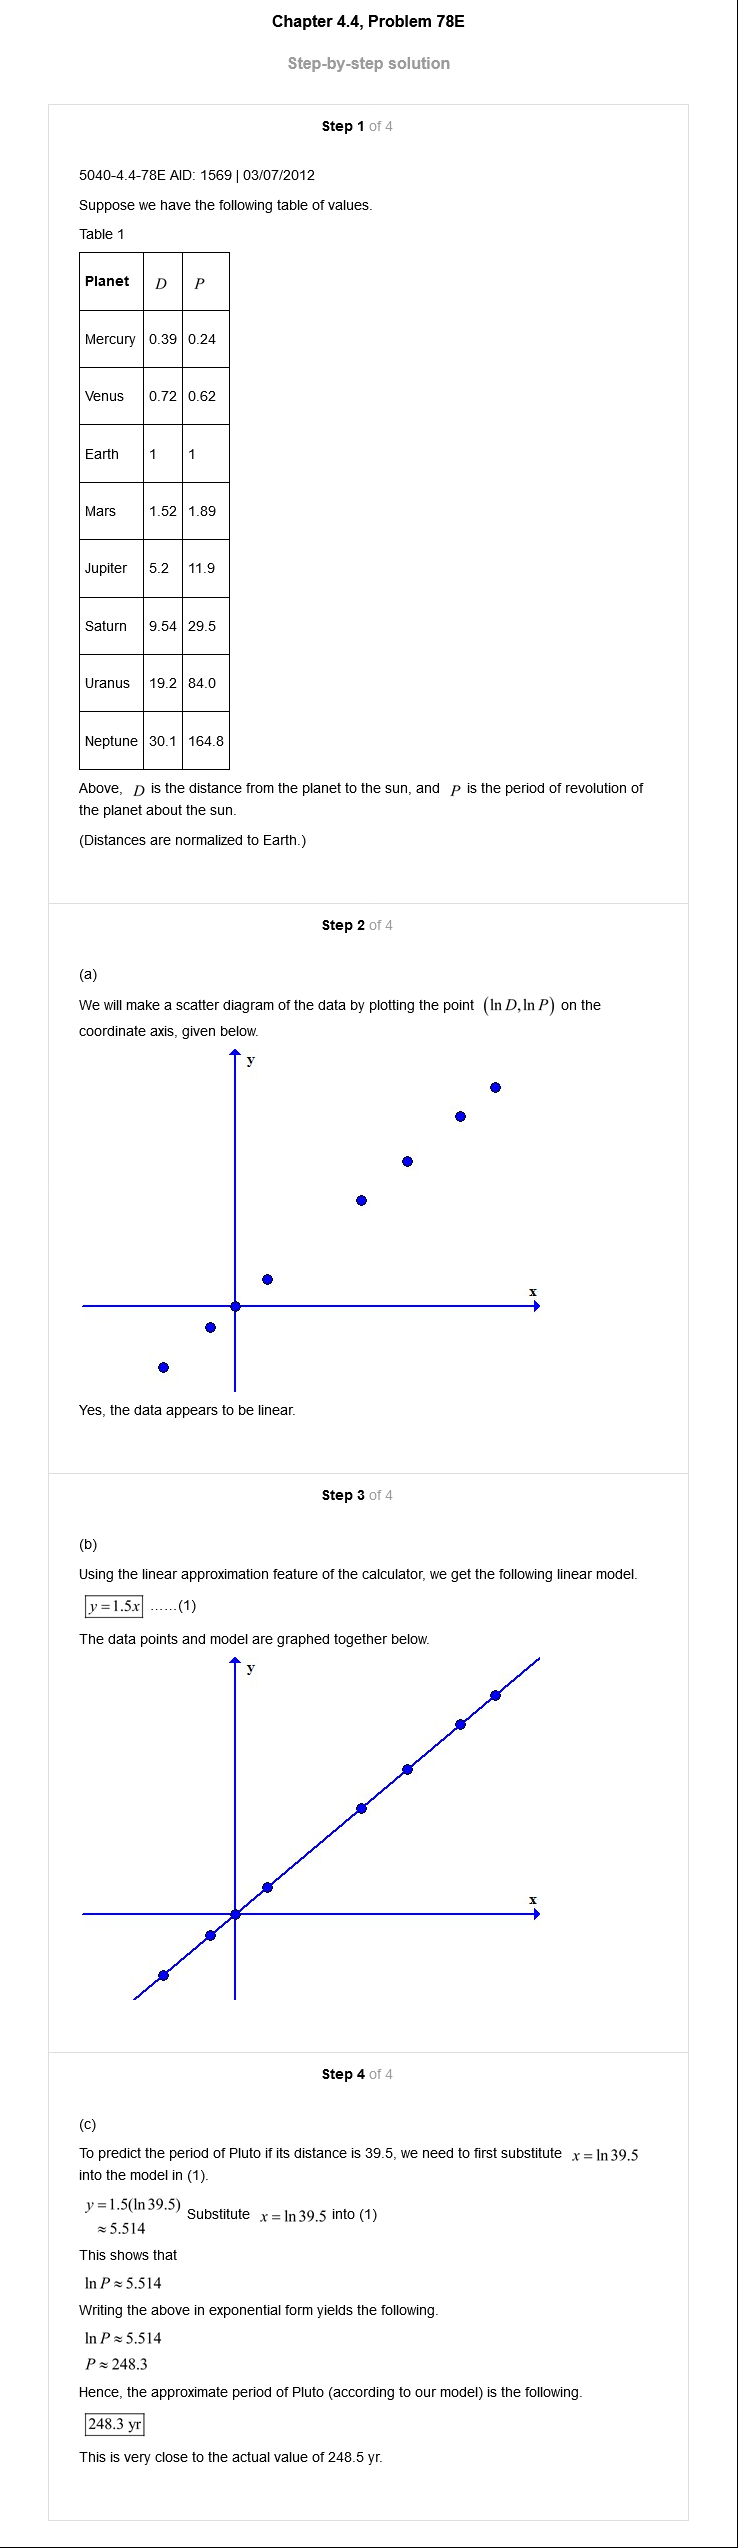 Chapter 4.4, Problem 78E
Step-by-step solution
Step 1 of 4
5040-4.4-78E AID: 1569 | 03/07/2012
Suppose we have the following table of values.
Table 1
Planet D P
Mercury 0.39 0.24
Venus 0.72 0.62
Earth 1 1
Mars 1.52 1.89
Jupiter 5.2 11.9
Saturn 9.54 29.5
Uranus 19.2 84.0
Neptune 30.1 164.8
Above, D is the distance from the planet to the sun, and P is the period of revolution of
the planet about the sun.
(Distances are normalized to Earth.)
Step 2 of 4
(a)
We will make a scatter diagram of the data by plotting the point (ln D, ln P) on the
coordinate axis, given below.
y
x
Yes, the data appears to be linear.
Step 3 of 4
(b)
Using the linear approximation feature of the calculator, we get the following linear model.
y = 1.5x ......(1)
The data points and model are graphed together below.
y
x
Step 4 of 4
(c)
To predict the period of Pluto if its distance is 39.5, we need to first substitute x = ln 39.5
into the model in (1).
y = 1.5(ln 39.5) Substitute x = ln 39.5 into (1)
≈ 5.514
This shows that
ln P ≈ 5.514
Writing the above in exponential form yields the following.
ln P ≈ 5.514
P ≈ 248.3
Hence, the approximate period of Pluto (according to our model) is the following.
248.3 yr
This is very close to the actual value of 248.5 yr.